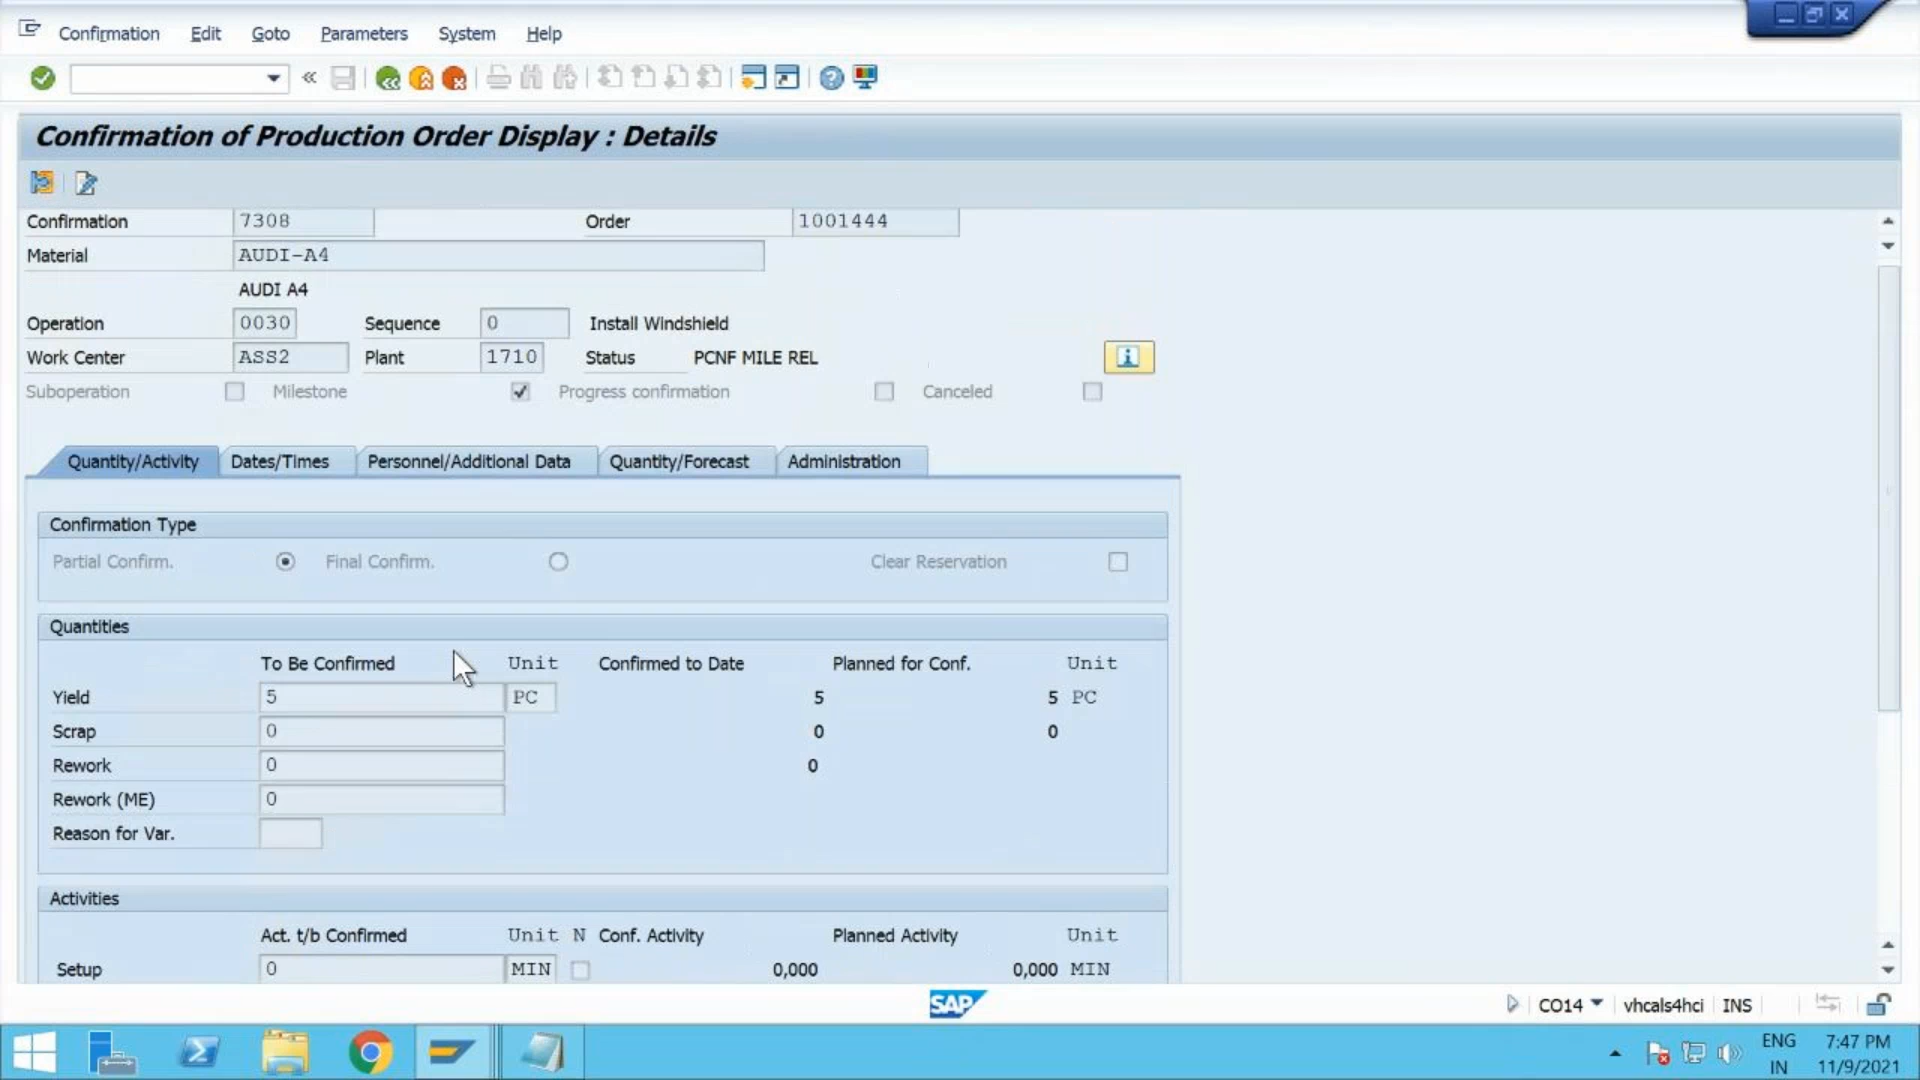 Confirmation Edit Goto Parameters System Help
Confirmation of Production Order Display : Details
Confirmation 7308 Order 1001444
Material AUDI-A4
AUDI A4
Operation 0030 Sequence 0 Install Windshield
Work Center ASS2 Plant 1710 Status PCNF MILE REL
Suboperation Milestone Progress confirmation Canceled
Quantity/Activity Dates/Times Personnel/Additional Data Quantity/Forecast Administration
Confirmation Type
Partial Confirm. Final Confirm. Clear Reservation
Quantities
To Be Confirmed Unit Confirmed to Date Planned for Conf. Unit
Yield 5 PC 5 5 PC
Scrap 0 0 0
Rework 0 0
Rework (ME) 0
Reason for Var.
Activities
Act. t/b Confirmed Unit N Conf. Activity Planned Activity Unit
Setup 0 MIN 0,000 0,000 MIN
SAP CO14 vhcals4hci INS
ENG 7:47 PM
IN 11/9/2021